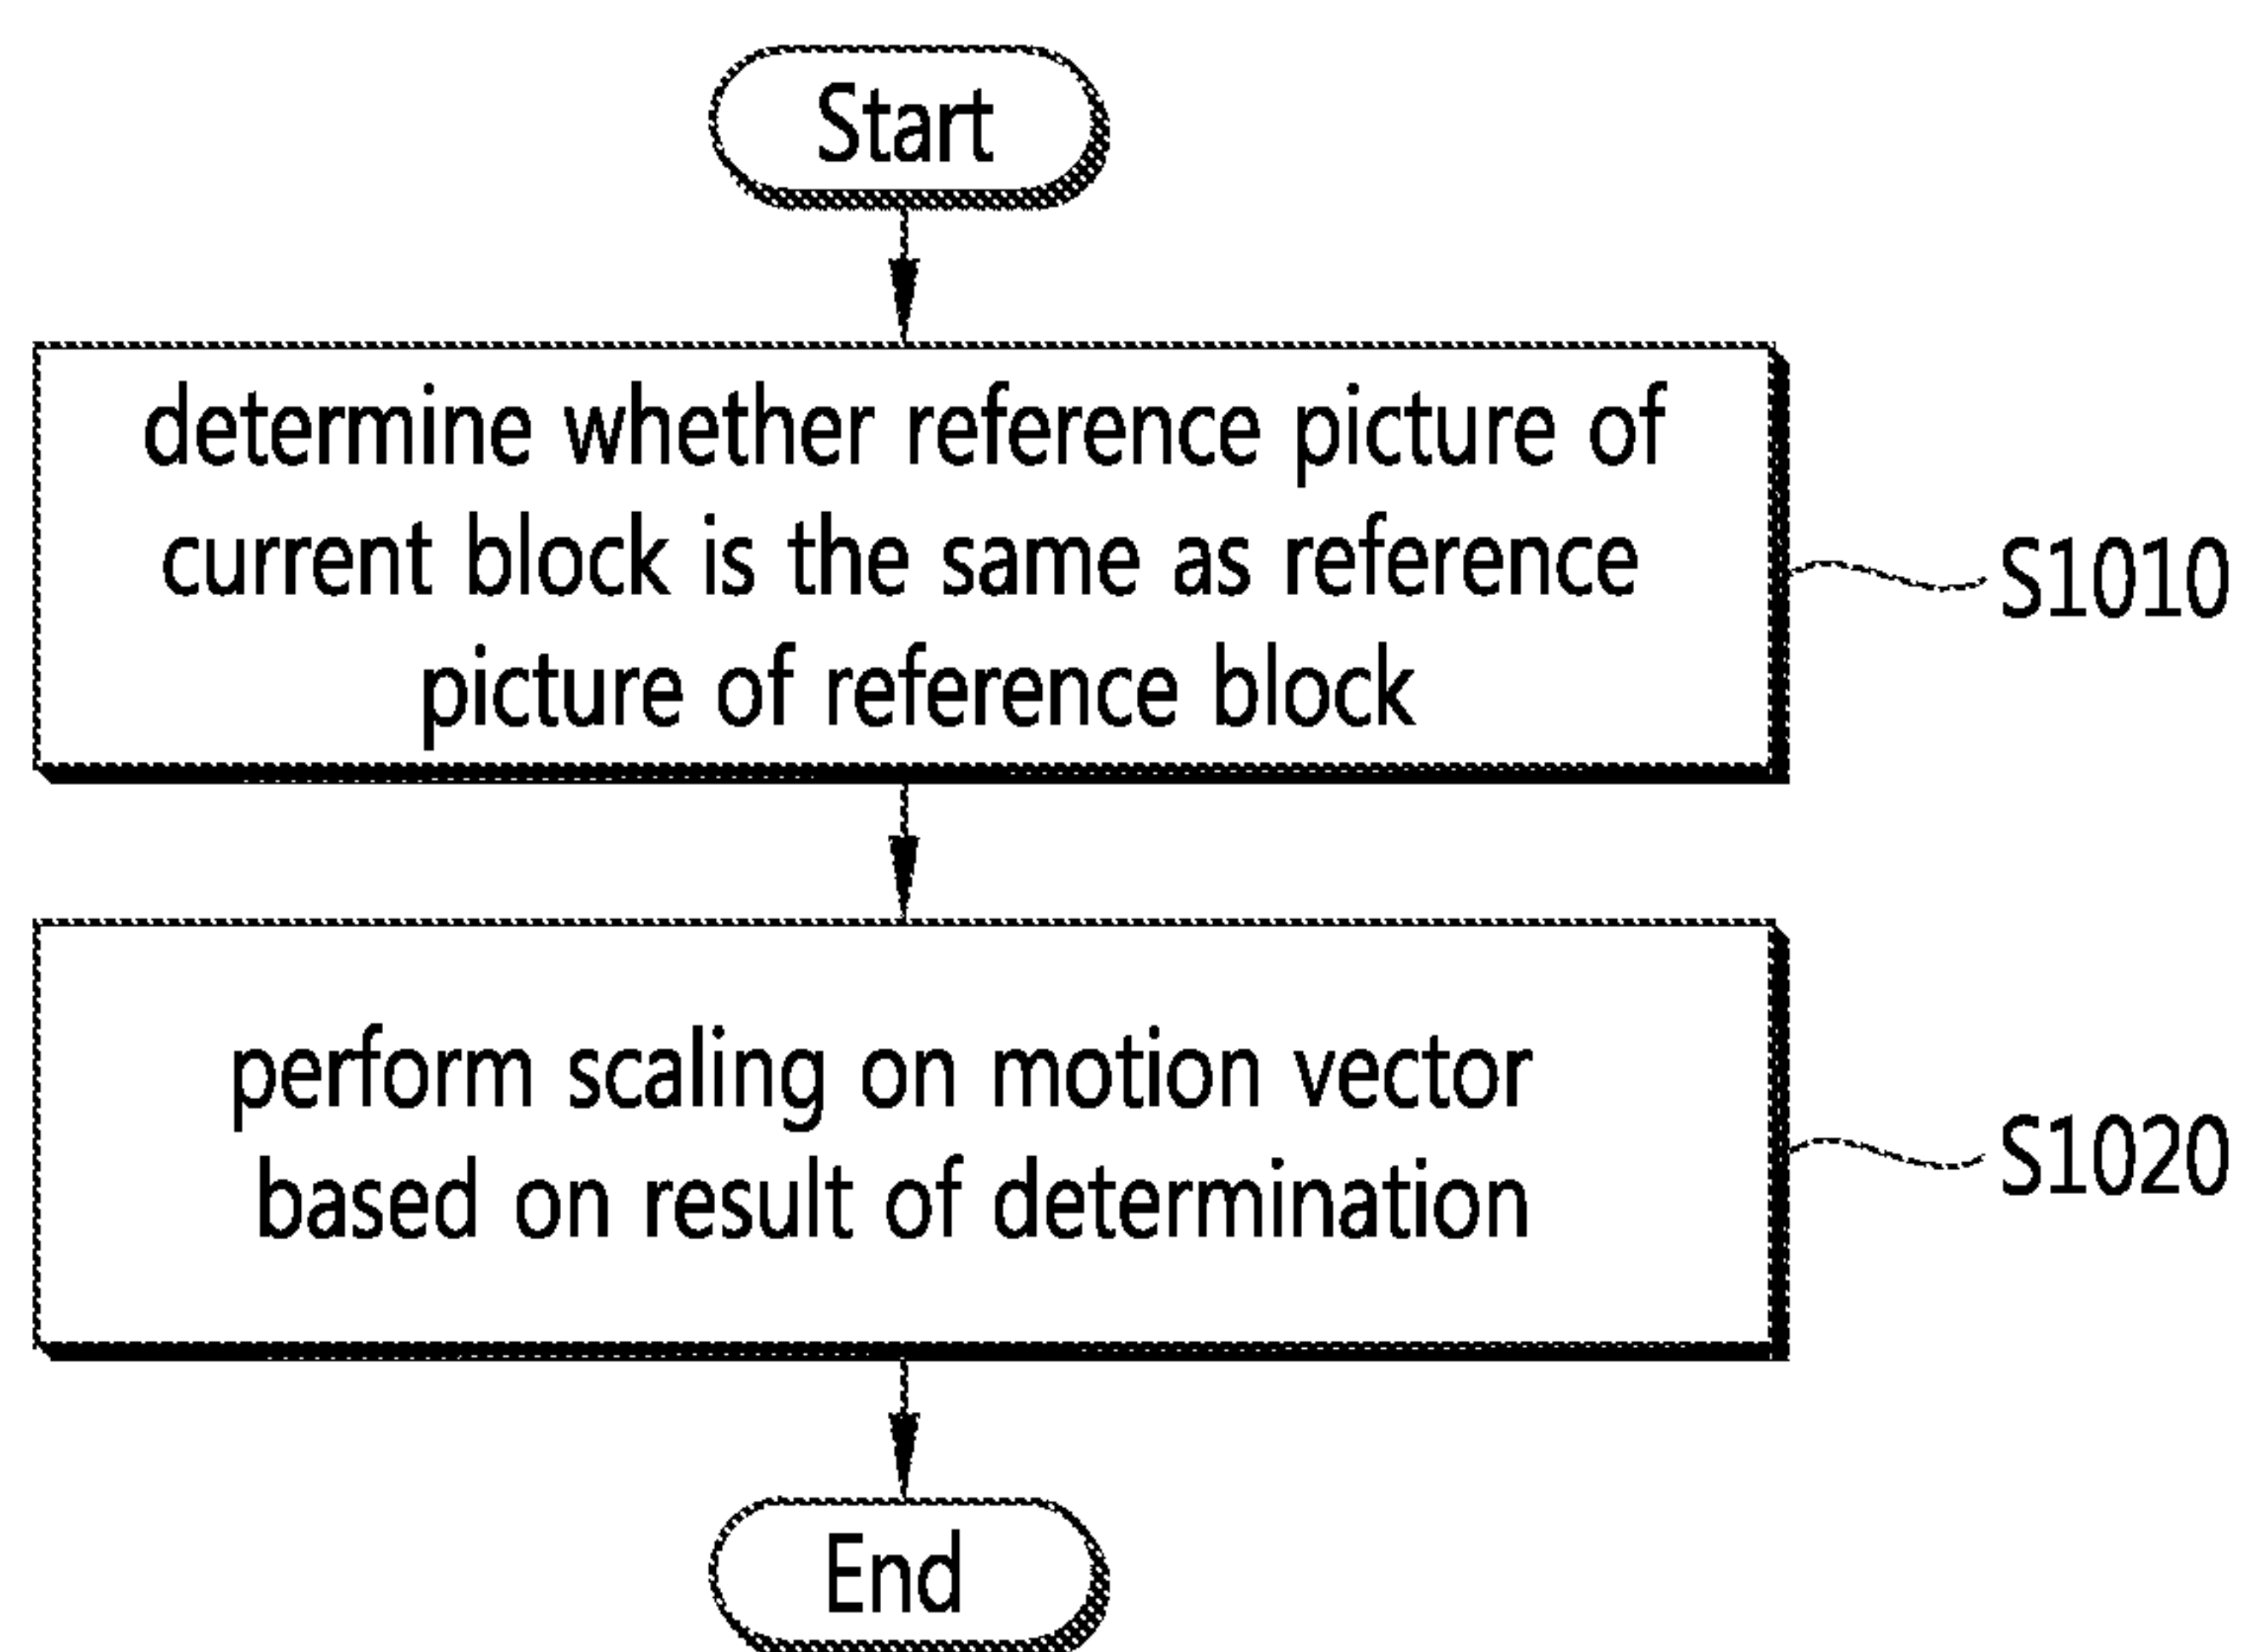 Start
determine whether reference picture of
current block is the same as reference
picture of reference block
S1010
perform scaling on motion vector
based on result of determination
S1020
End